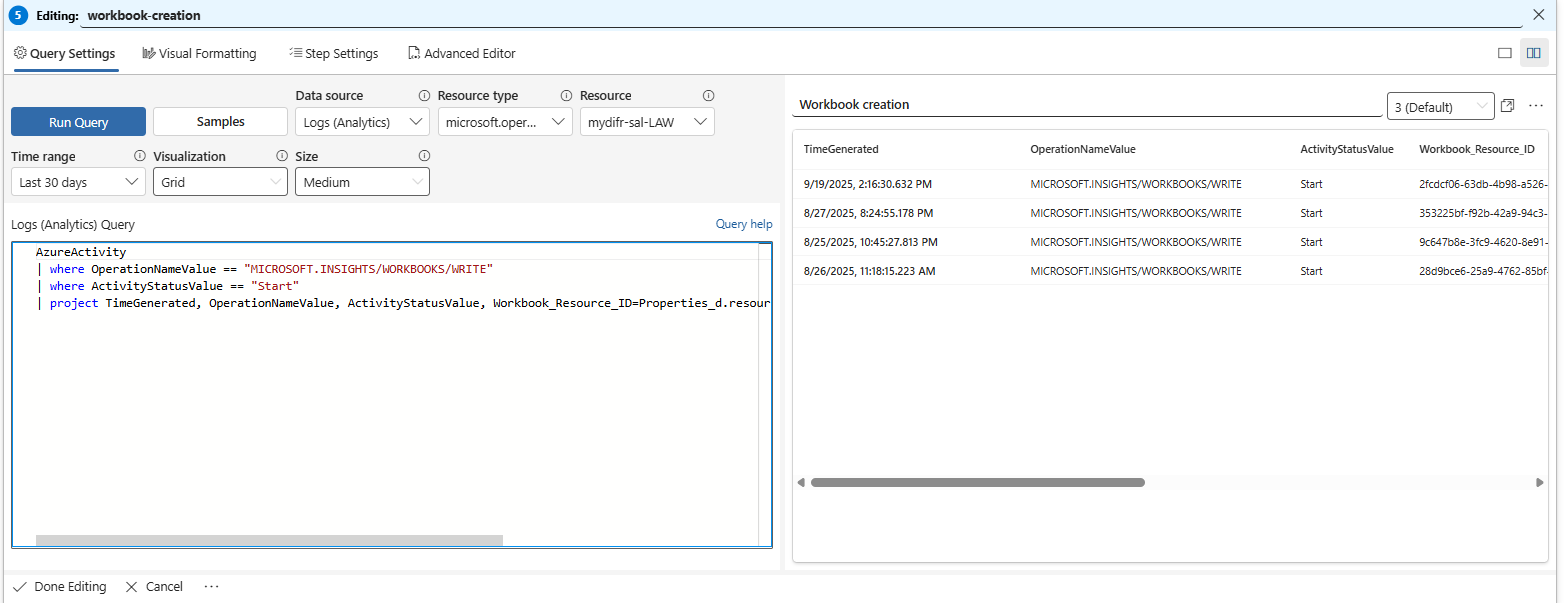 5 Editing: workbook-creation
Query Settings Visual Formatting Step Settings Advanced Editor
Data source Resource type Resource
Run Query Samples Logs (Analytics) microsoft.oper... mydifr-sal-LAW
Time range Visualization Size
Last 30 days Grid Medium
Logs (Analytics) Query Query help
AzureActivity
| where OperationNameValue == "MICROSOFT.INSIGHTS/WORKBOOKS/WRITE"
| where ActivityStatusValue == "Start"
| project TimeGenerated, OperationNameValue, ActivityStatusValue, Workbook_Resource_ID=Properties_d.resour
Workbook creation 3 (Default) ...
TimeGenerated OperationNameValue ActivityStatusValue Workbook_Resource_ID
9/19/2025, 2:16:30.632 PM MICROSOFT.INSIGHTS/WORKBOOKS/WRITE Start 2fcdcf06-63db-4b98-a526-
8/27/2025, 8:24:55.178 PM MICROSOFT.INSIGHTS/WORKBOOKS/WRITE Start 353225bf-f92b-42a9-94c3-
8/25/2025, 10:45:27.813 PM MICROSOFT.INSIGHTS/WORKBOOKS/WRITE Start 9c647b8e-3fc9-4620-8e91-
8/26/2025, 11:18:15.223 AM MICROSOFT.INSIGHTS/WORKBOOKS/WRITE Start 28d9bce6-25a9-4762-85bf-
Done Editing Cancel ...